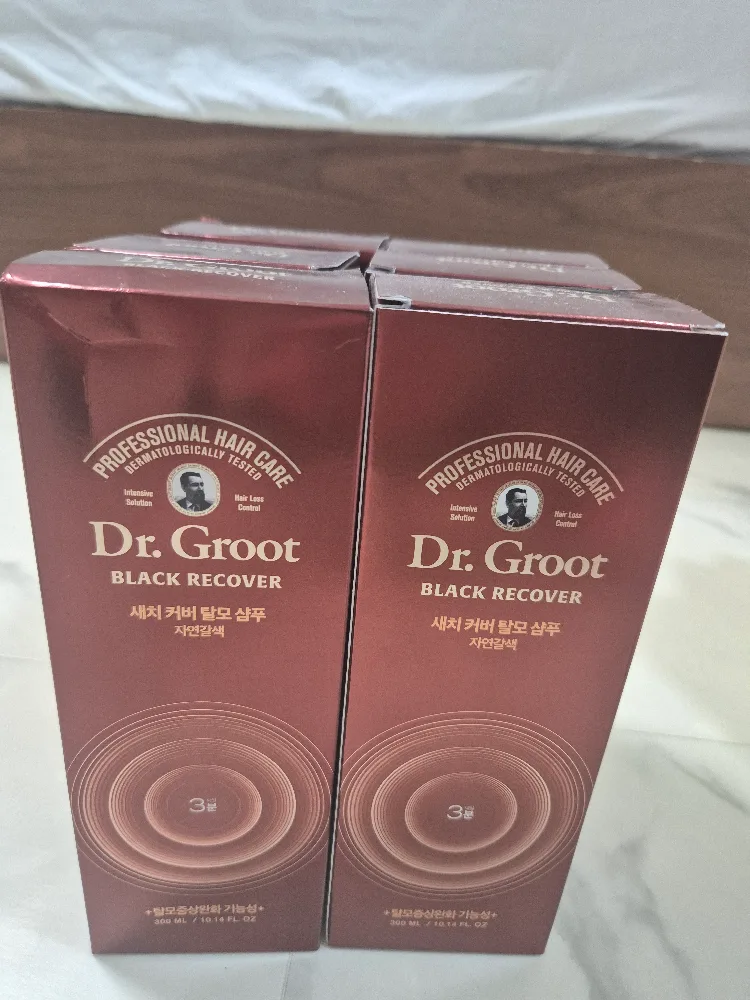 BLACK RECOVER
PROFESSIONAL HAIR CARE
DERMATOLOGICALLY TESTED
Intensive Solution
Hair Loss Control
Dr. Groot
BLACK RECOVER
새치 커버 탈모 샴푸
자연갈색
3분
+탈모증상완화 기능성+
300 ML / 10.14 FL. OZ
PROFESSIONAL HAIR CARE
DERMATOLOGICALLY TESTED
Intensive Solution
Hair Loss Control
Dr. Groot
BLACK RECOVER
새치 커버 탈모 샴푸
자연갈색
3분
+탈모증상완화 기능성+
300 ML / 10.14 FL. OZ